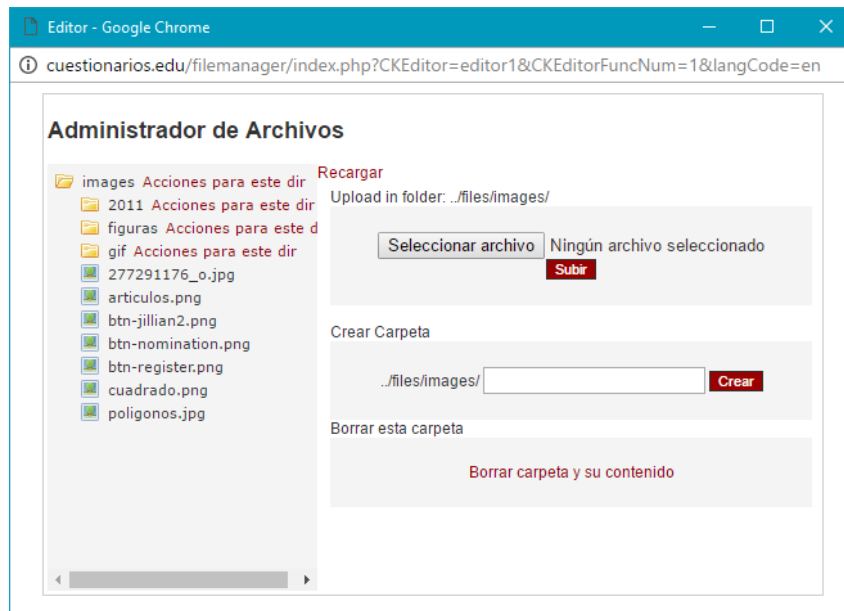 Editor - Google Chrome
cuestionarios.edu/filemanager/index.php?CKEditor=editor1&CKEditorFuncNum=1&langCode=en
Administrador de Archivos
images Acciones para este dir
2011 Acciones para este dir
figuras Acciones para este d
gif Acciones para este dir
277291176_o.jpg
articulos.png
btn-jillian2.png
btn-nomination.png
btn-register.png
cuadrado.png
poligonos.jpg
Recargar
Upload in folder: ../files/images/
Seleccionar archivo Ningún archivo seleccionado
Subir
Crear Carpeta
../files/images/ Crear
Borrar esta carpeta
Borrar carpeta y su contenido